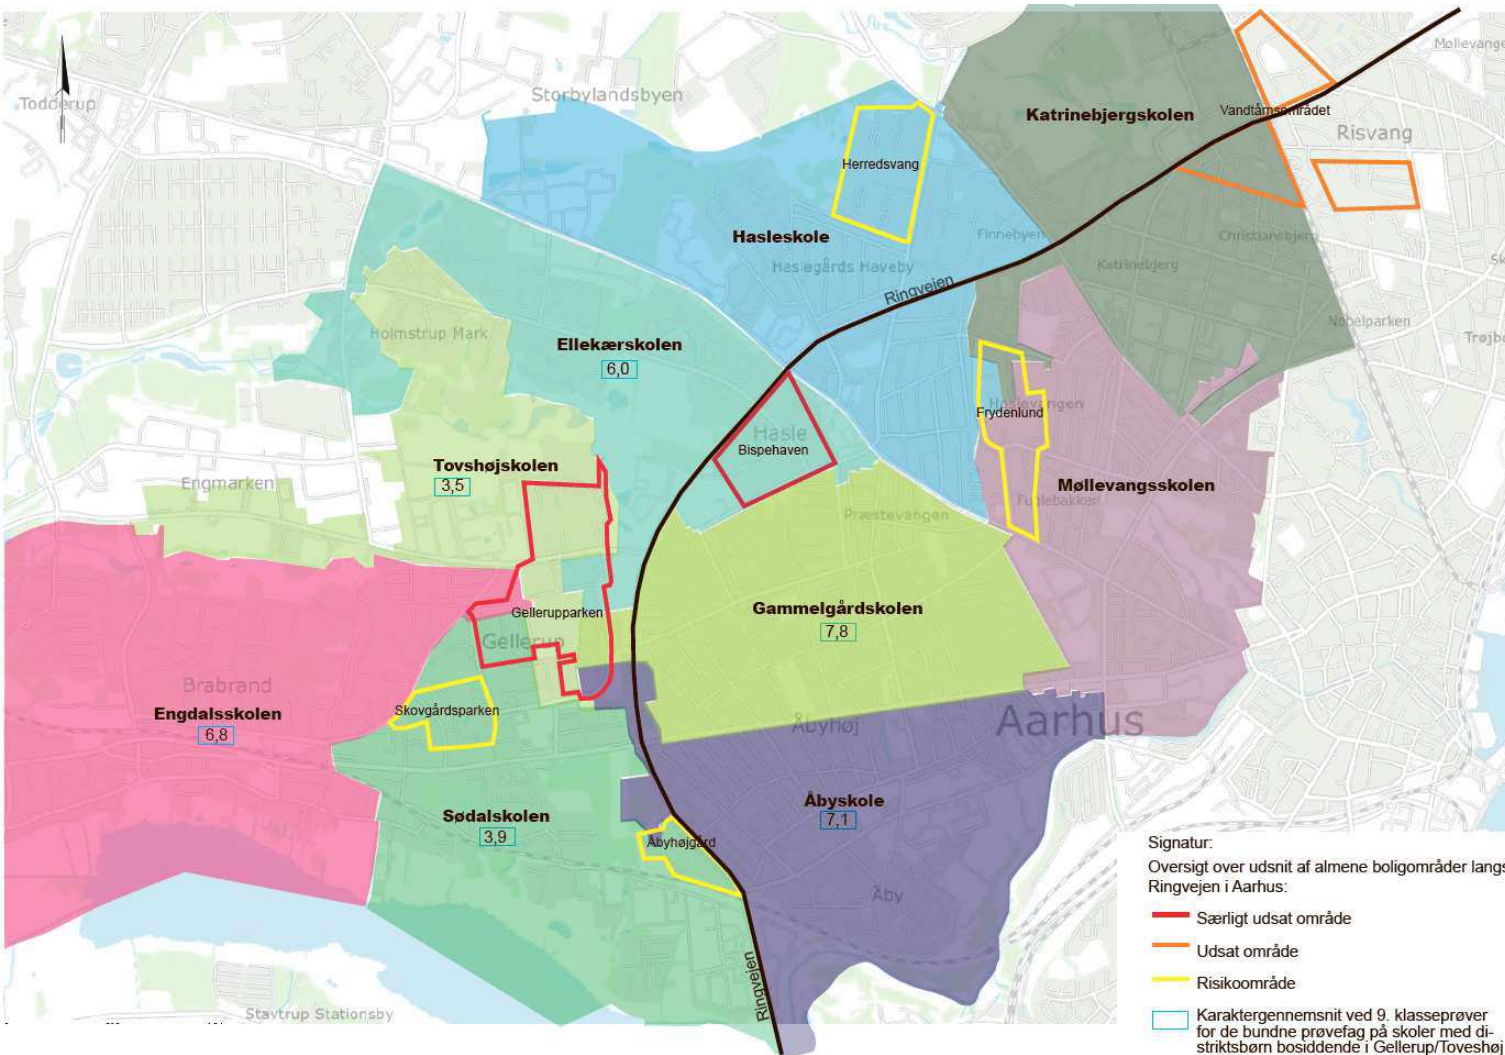 Todderup
Storbylandsbyen
Møllevange
Katrinebjergskolen
Vandtårnsområdet
Risvang
Herredsvang
Hasleskole
Finnebyen
Christiansbjerg
Haslegårds Haveby
Katrinebjerg
Ringvejen
Nobelparken
Holmstrup Mark
Trøjbo
Ellekærskolen
6,0
Haslevangen
Frydenlund
Hasle
Bispehaven
Tovshøjskolen
3,5
Engmarken
Møllevangsskolen
Fuglebakken
Præstevangen
Gellerupparken
Gammelgårdskolen
7,8
Gellerup
Brabrand
Skovgårdsparken
Engdalsskolen
6,8
Åbyhøj
Aarhus
Åbyskole
7,1
Sødalskolen
3,9
Åbyhøjgård
Åby
Ringvejen
Stavtrup Stationsby
Signatur:
Oversigt over udsnit af almene boligområder langs
Ringvejen i Aarhus:
Særligt udsat område
Udsat område
Risikoområde
Karaktergennemsnit ved 9. klasseprøver
for de bundne prøvefag på skoler med di-
striktsbørn bosiddende i Gellerup/Toveshøj